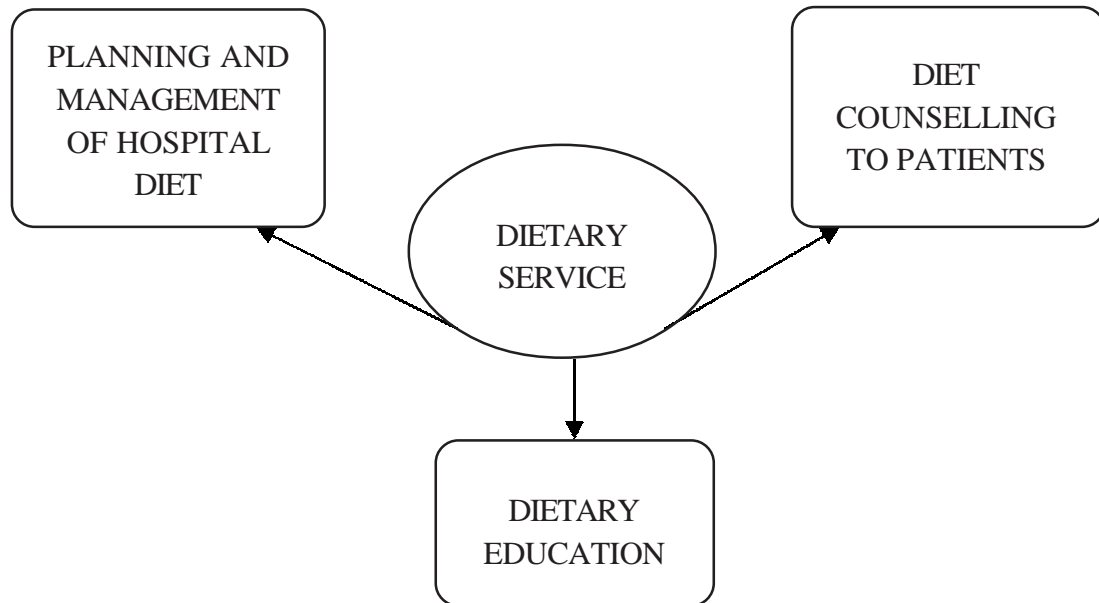 PLANNING AND
MANAGEMENT
OF HOSPITAL
DIET
DIET
COUNSELLING
TO PATIENTS
DIETARY
SERVICE
DIETARY
EDUCATION